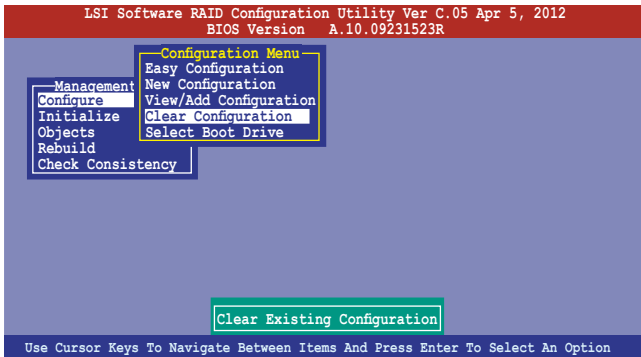 LSI Software RAID Configuration Utility Ver C.05 Apr 5, 2012
BIOS Version A.10.09231523R
Configuration Menu
Easy Configuration
New Configuration
View/Add Configuration
Clear Configuration
Select Boot Drive
Management
Configure
Initialize
Objects
Rebuild
Check Consistency
Clear Existing Configuration
Use Cursor Keys To Navigate Between Items And Press Enter To Select An Option